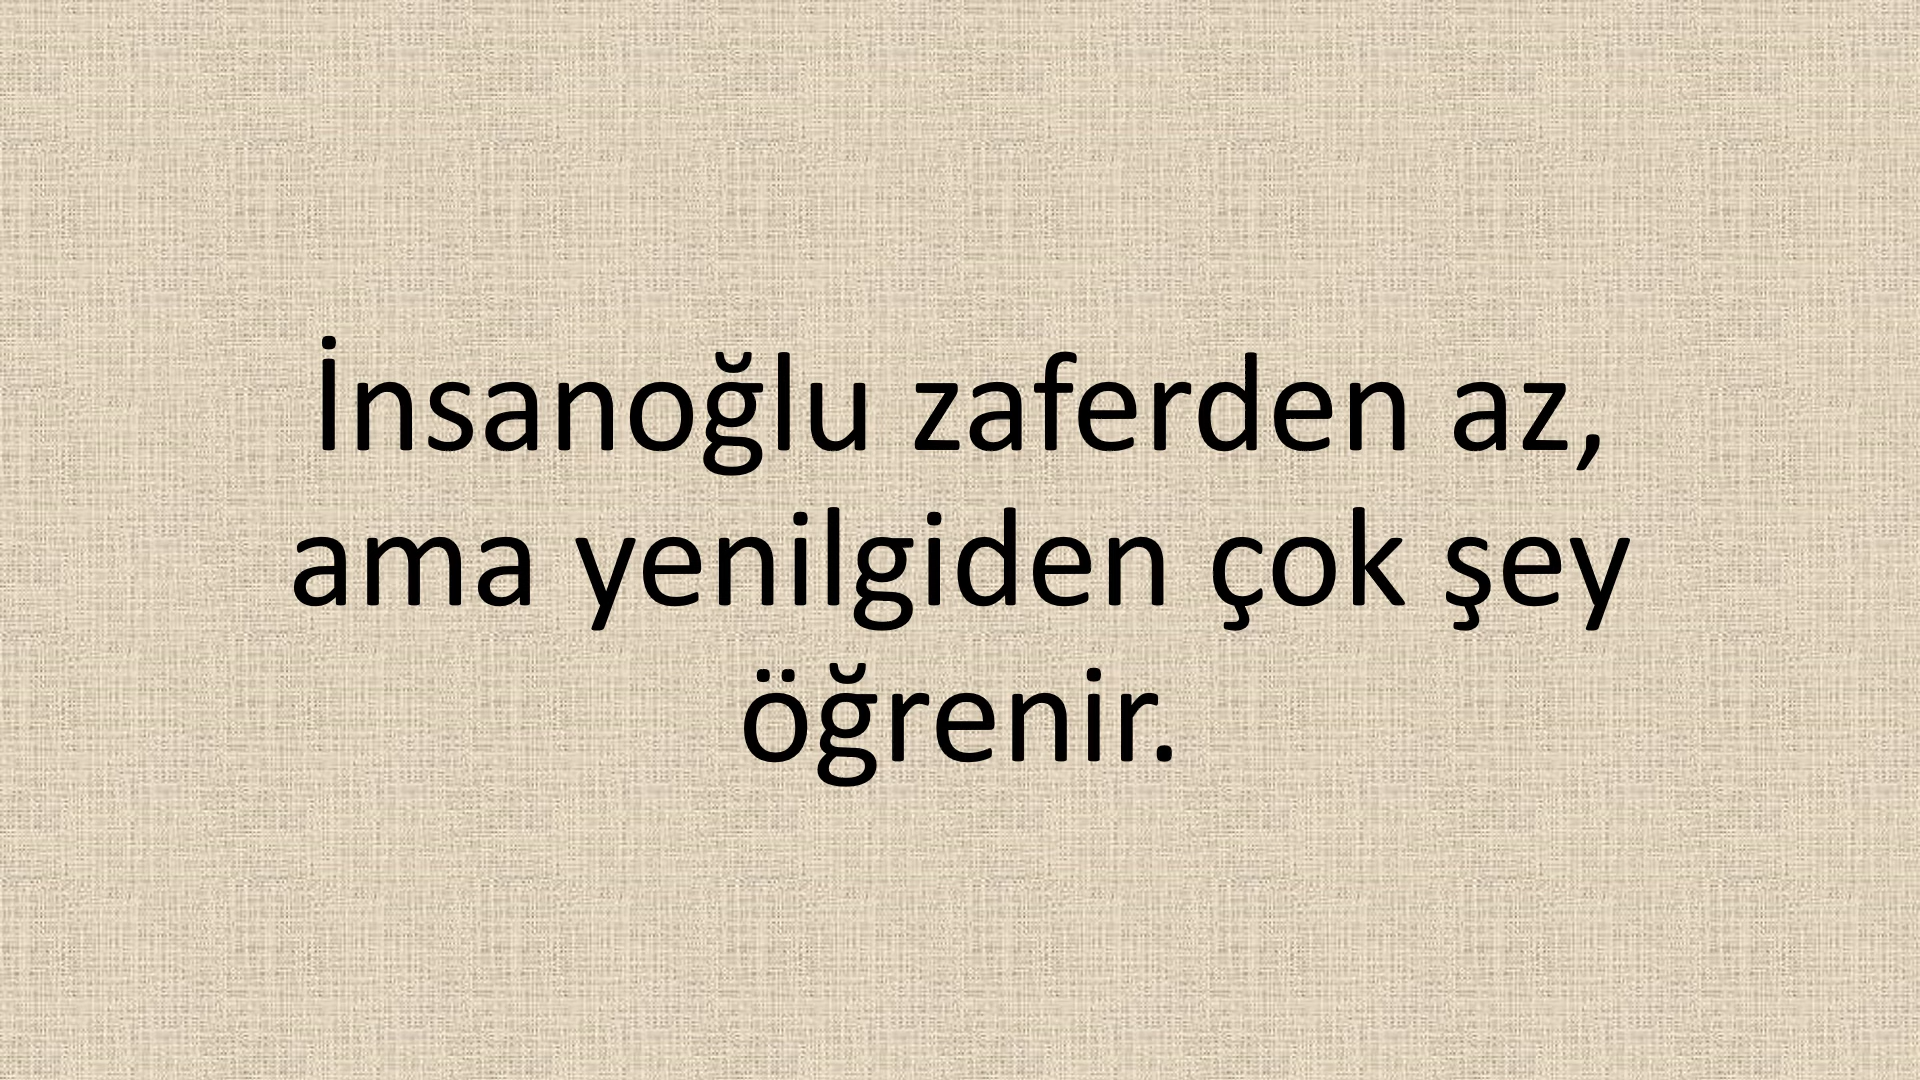 İnsanoğlu zaferden az,
ama yenilgiden çok şey
öğrenir.